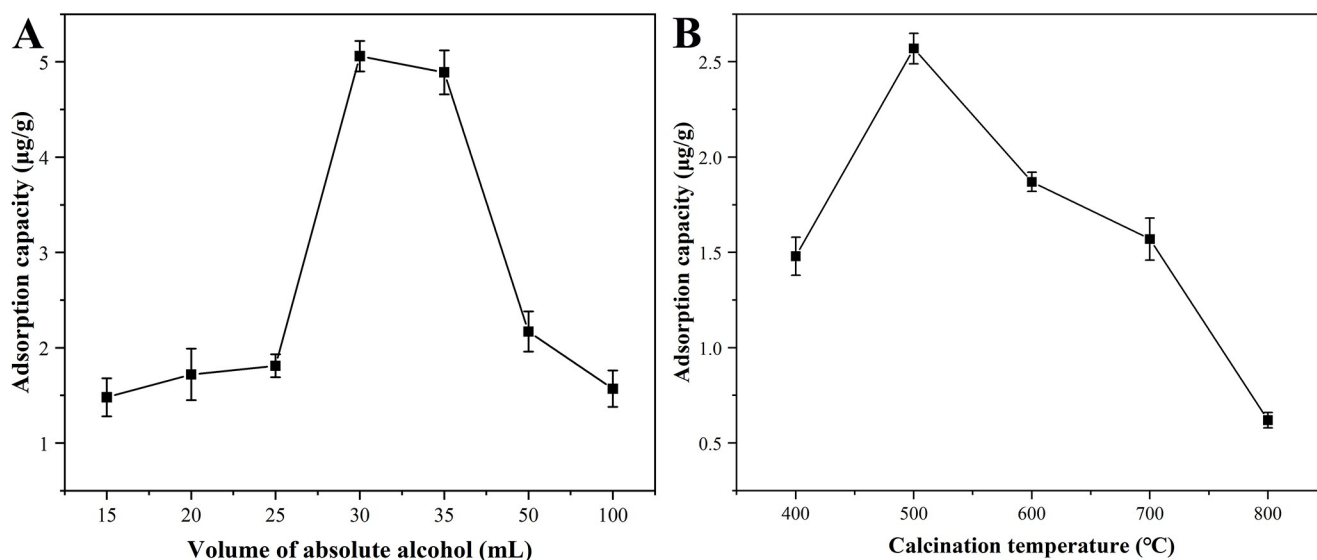 A
Adsorption capacity (μg/g)
5
4
3
2
1
15 20 25 30 35 50 100
Volume of absolute alcohol (mL)
B
Adsorption capacity (μg/g)
2.5
2.0
1.5
1.0
0.5
400 500 600 700 800
Calcination temperature (°C)